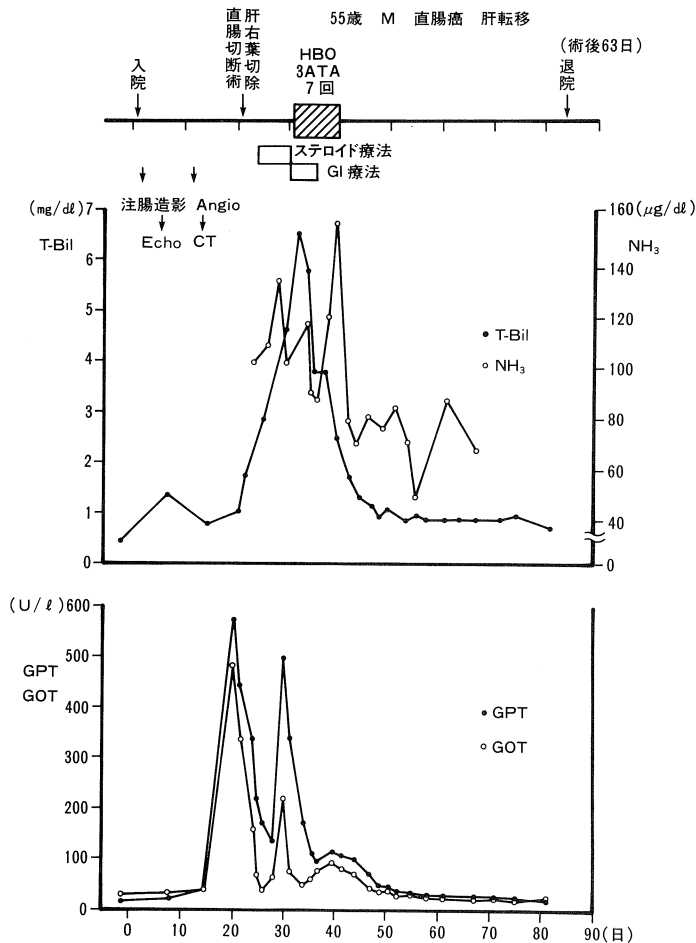 55歳 M 直腸癌 肝転移
(術後63日)
入院
直腸切断術
肝右葉切除
HBO
3ATA
7回
退院
ステロイド療法
GI療法
注腸造影 Angio
Echo CT
(mg/dℓ)
T-Bil
7
6
5
4
3
2
1
0
160(μg/dℓ)
NH₃
140
120
100
80
60
40
0
T-Bil
NH₃
(U/ℓ)
GPT
GOT
600
500
400
300
200
100
0
GPT
GOT
0 10 20 30 40 50 60 70 80 90(日)